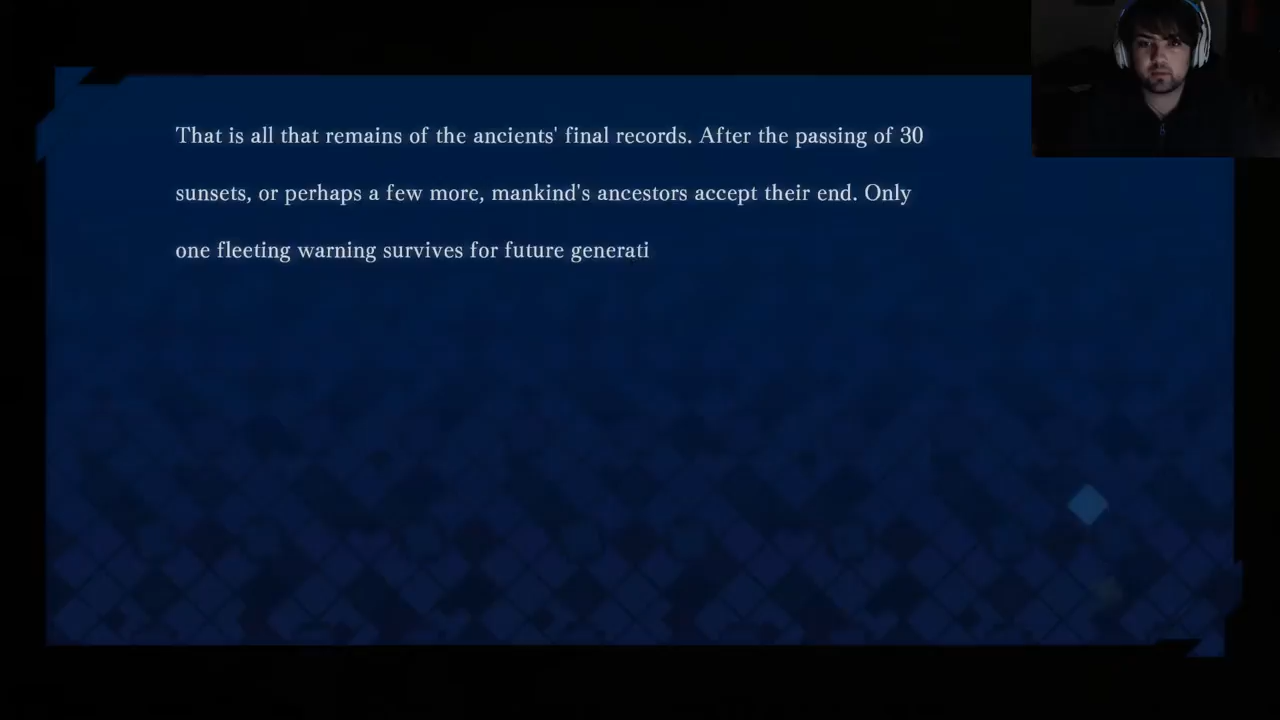 That is all that remains of the ancients' final records. After the passing of 30
sunsets, or perhaps a few more, mankind's ancestors accept their end. Only
one fleeting warning survives for future generati